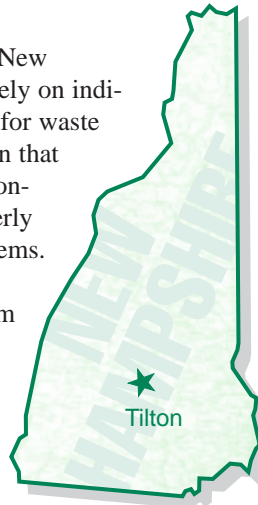 New
ely on indi-
for waste
n that
on-
erly
ems.
m
NEW
HAMPSHIRE
Tilton